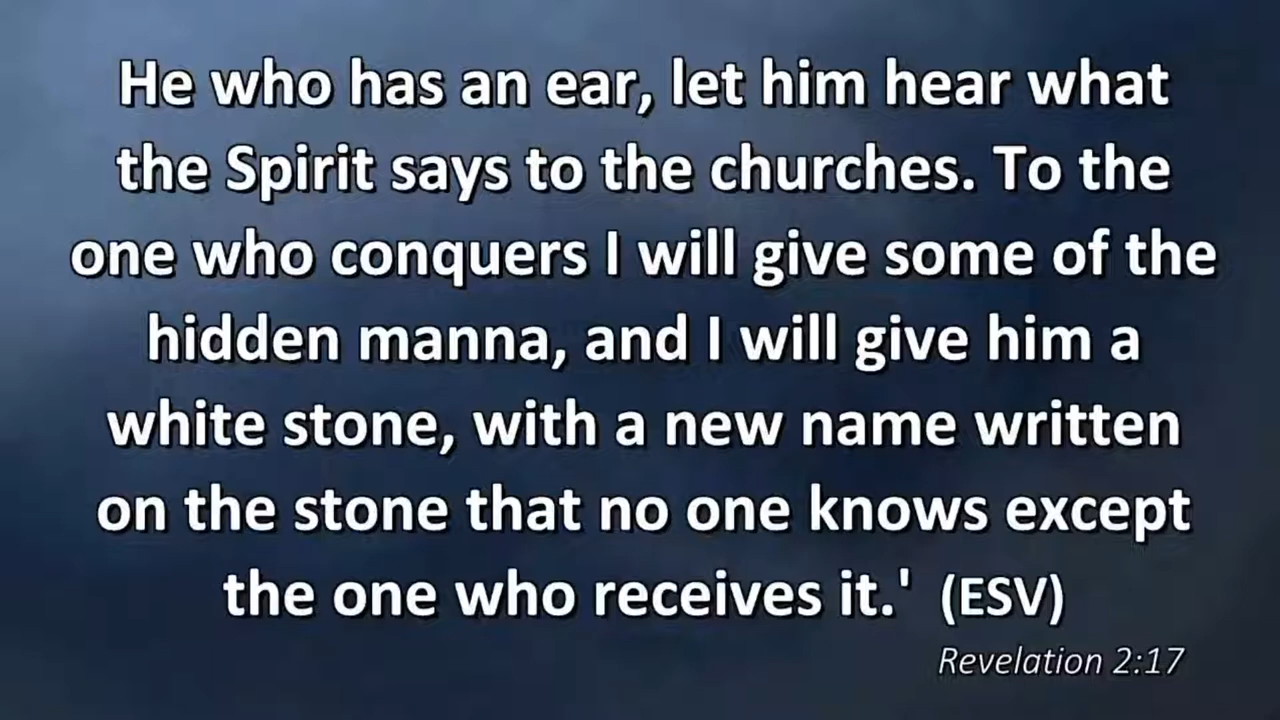 He who has an ear, let him hear what
the Spirit says to the churches. To the
one who conquers I will give some of the
hidden manna, and I will give him a
white stone, with a new name written
on the stone that no one knows except
the one who receives it.' (ESV)
Revelation 2:17